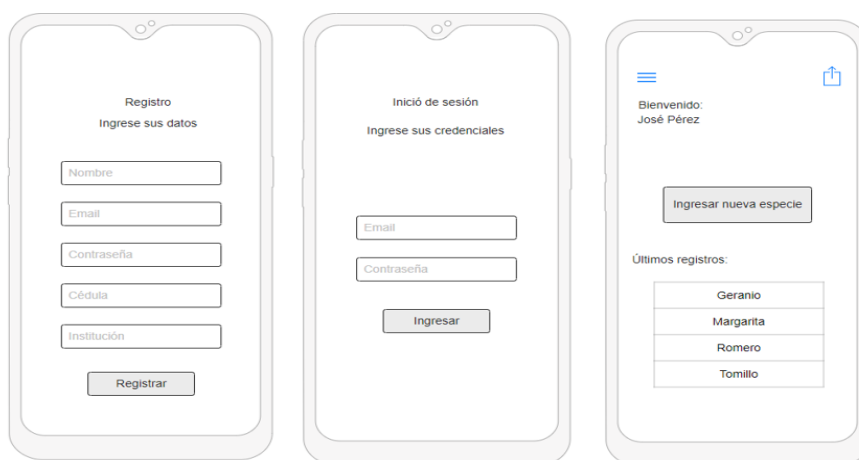 Registro
Ingrese sus datos
Nombre
Email
Contraseña
Cédula
Institución
Registrar
Inició de sesión
Ingrese sus credenciales
Email
Contraseña
Ingresar
Bienvenido:
José Pérez
Ingresar nueva especie
Últimos registros:
Geranio
Margarita
Romero
Tomillo